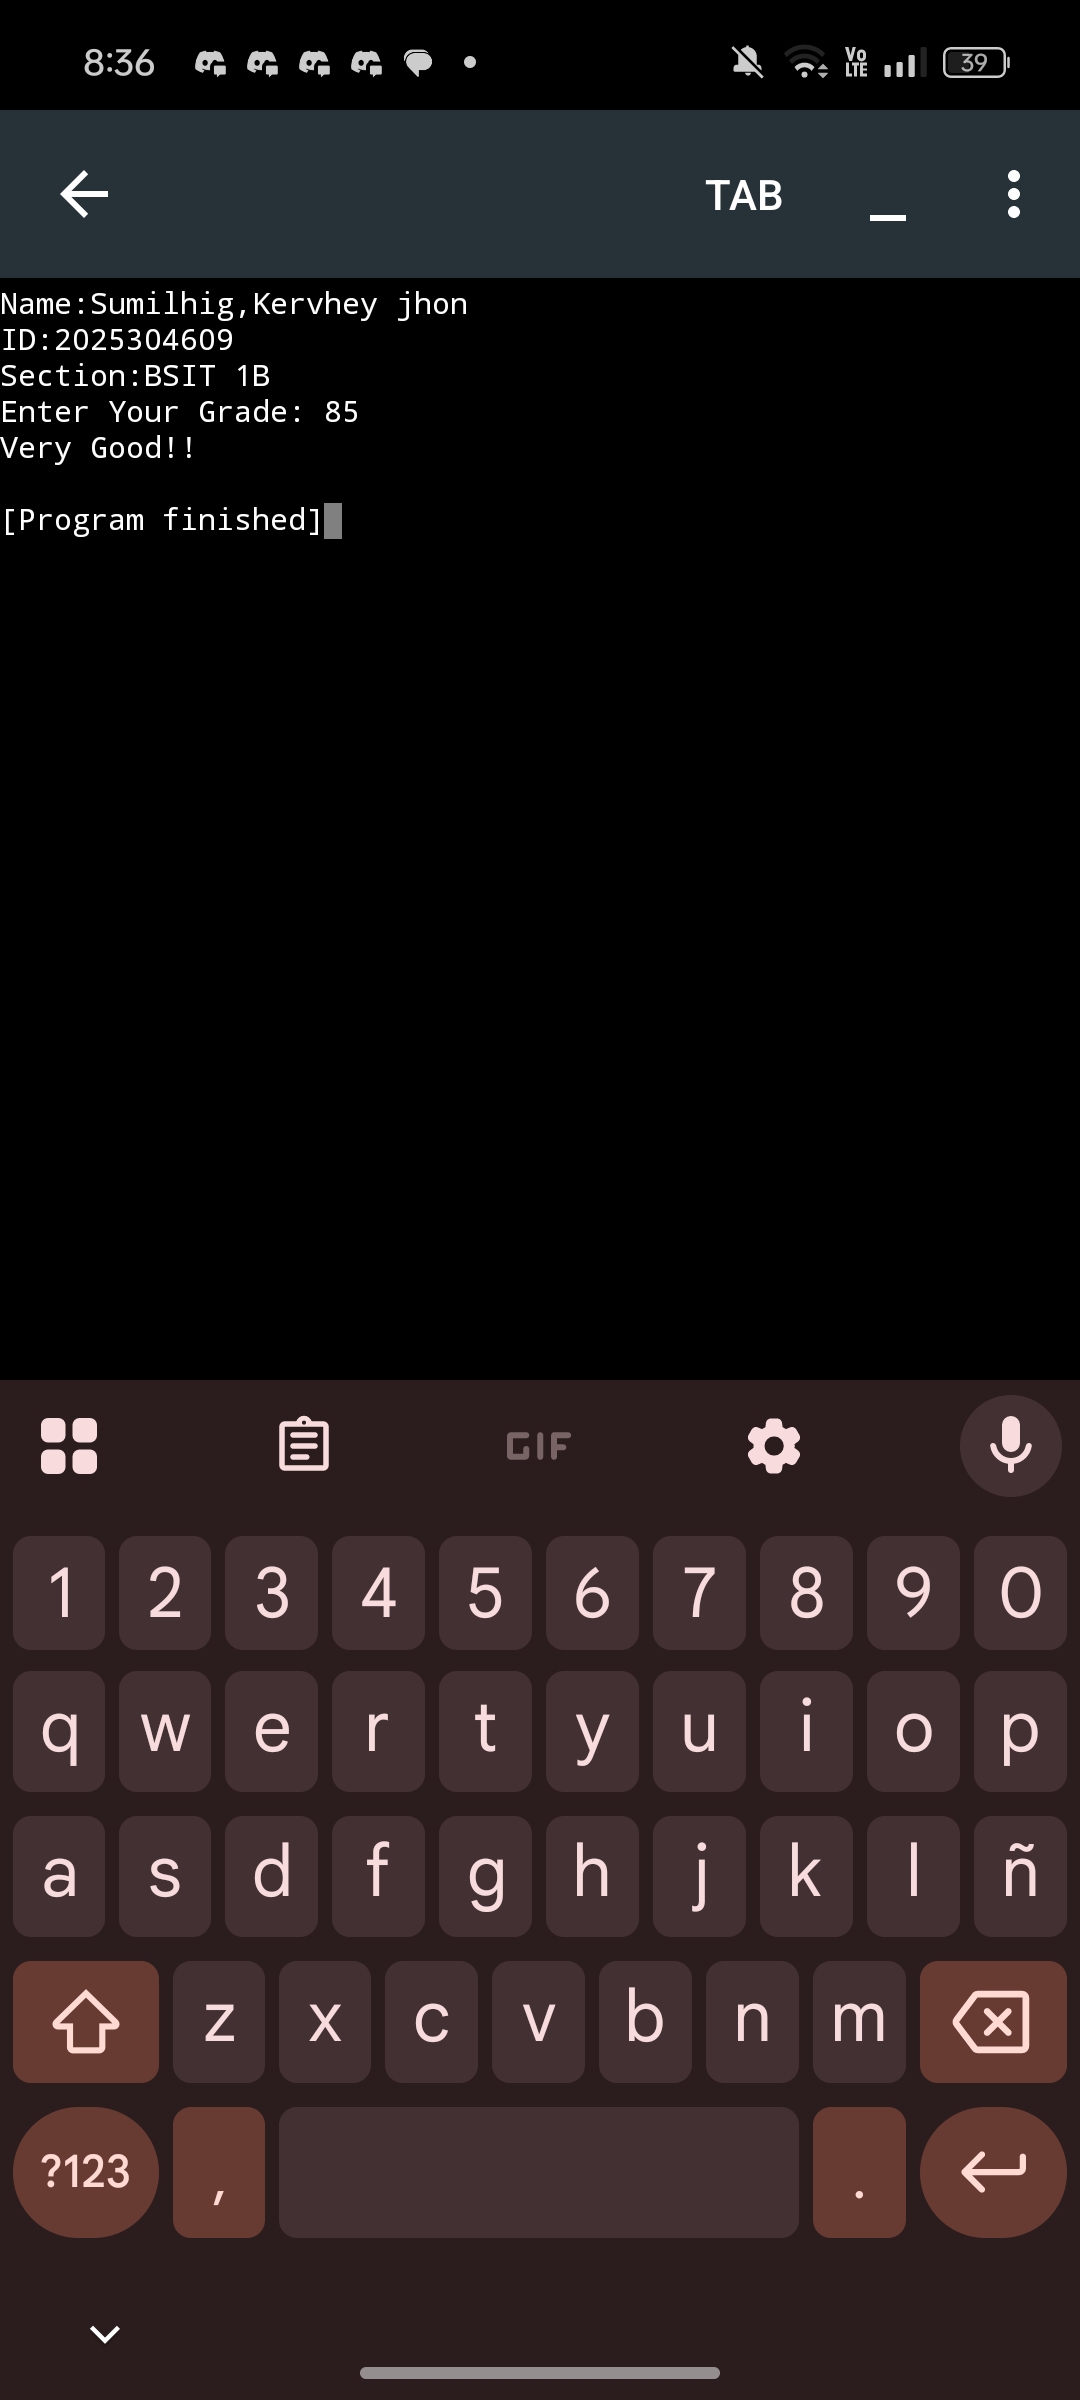 8:36
Vo LTE
39
TAB
Name:Sumilhig,Kervhey jhon
ID:2025304609
Section:BSIT 1B
Enter Your Grade: 85
Very Good!!
[Program finished]
GIF
1 2 3 4 5 6 7 8 9 0
q w e r t y u i o p
a s d f g h j k l ñ
z x c v b n m
?123 , .